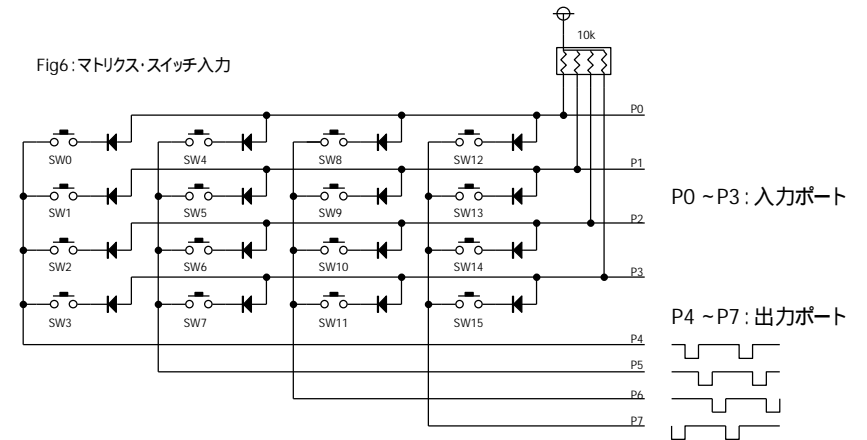 10k
Fig6:マトリクス・スイッチ入力
P0
SW0 SW4 SW8 SW12
P1
SW1 SW5 SW9 SW13
P0 ~P3 : 入力ポート
P2
SW2 SW6 SW10 SW14
P3
SW3 SW7 SW11 SW15
P4 ~P7 : 出力ポート
P4
P5
P6
P7